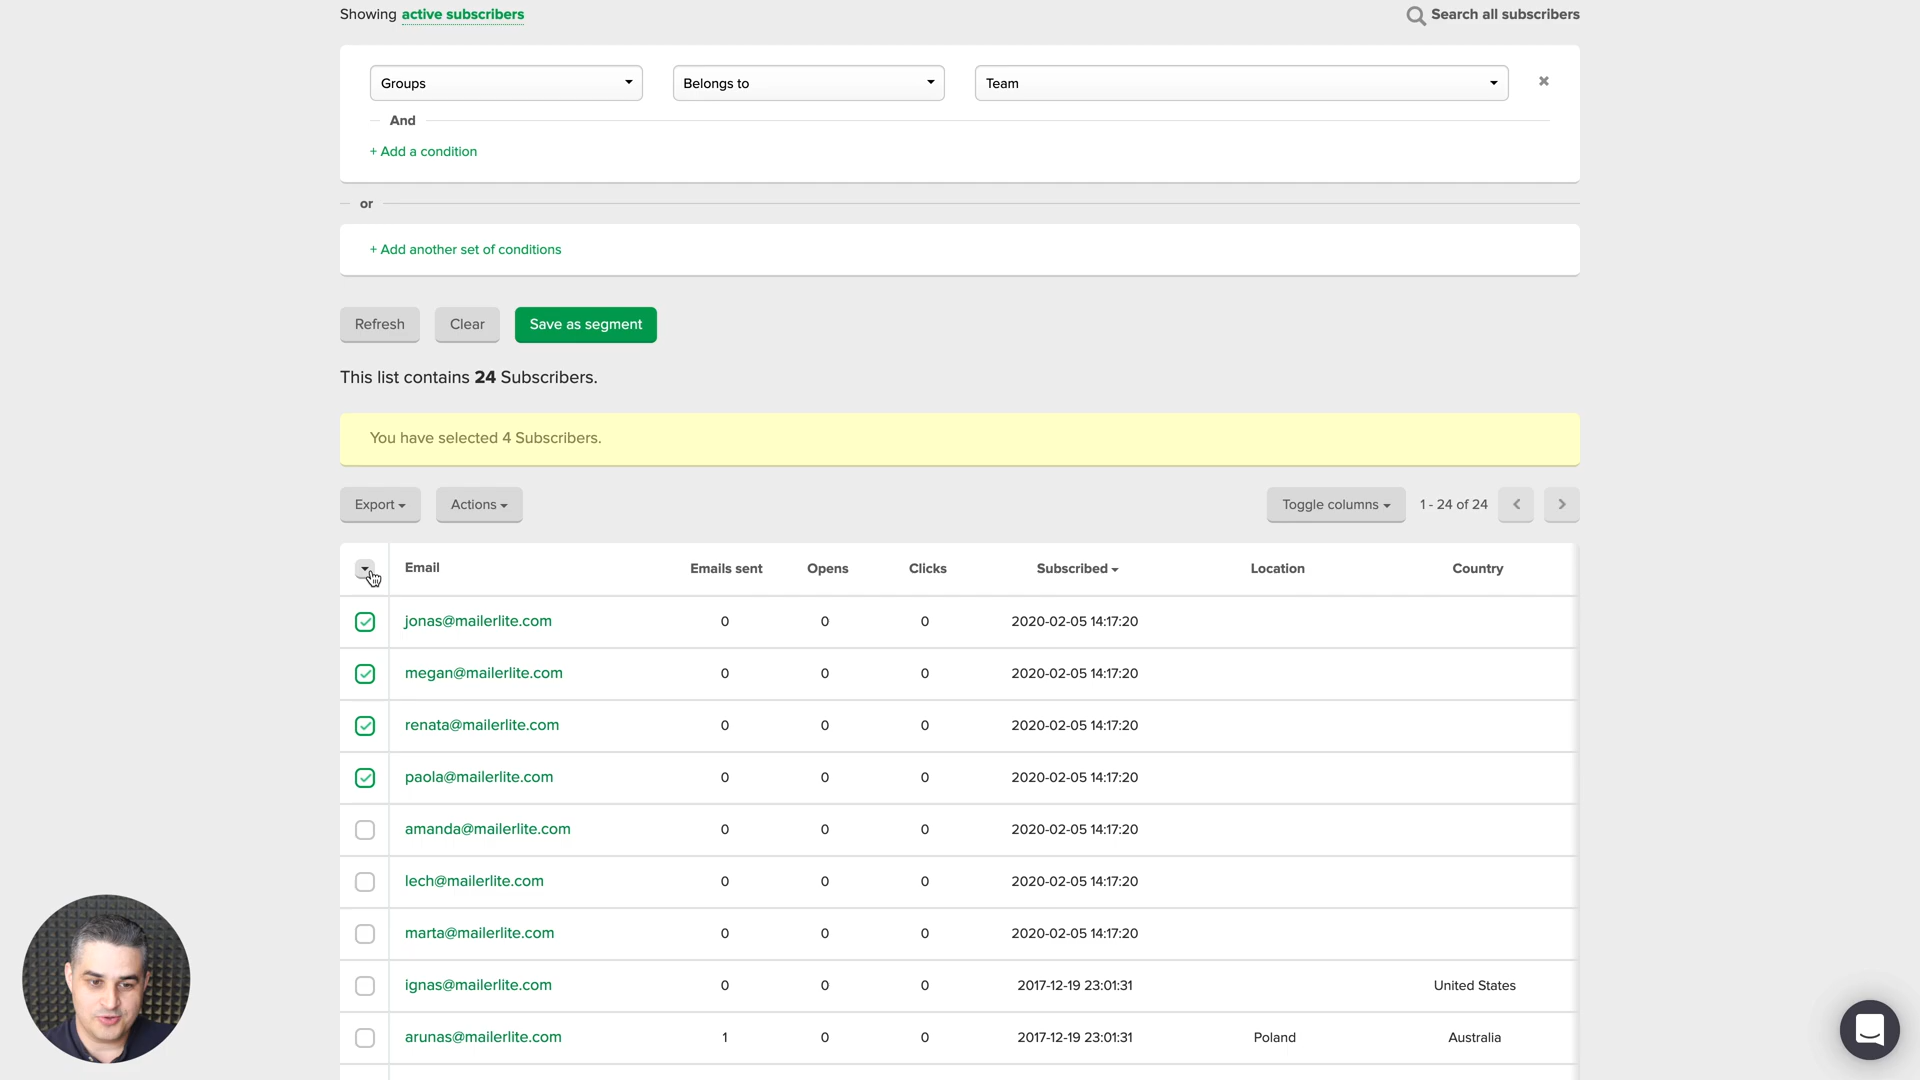 Showing active subscribers
Search all subscribers
Groups
Belongs to
Team
And
+ Add a condition
or
+ Add another set of conditions
Refresh
Clear
Save as segment
This list contains 24 Subscribers.
You have selected 4 Subscribers.
Export
Actions
Toggle columns
1 - 24 of 24
Email Emails sent Opens Clicks Subscribed Location Country
jonas@mailerlite.com 0 0 0 2020-02-05 14:17:20
megan@mailerlite.com 0 0 0 2020-02-05 14:17:20
renata@mailerlite.com 0 0 0 2020-02-05 14:17:20
paola@mailerlite.com 0 0 0 2020-02-05 14:17:20
amanda@mailerlite.com 0 0 0 2020-02-05 14:17:20
lech@mailerlite.com 0 0 0 2020-02-05 14:17:20
marta@mailerlite.com 0 0 0 2020-02-05 14:17:20
ignas@mailerlite.com 0 0 0 2017-12-19 23:01:31 United States
arunas@mailerlite.com 1 0 0 2017-12-19 23:01:31 Poland Australia